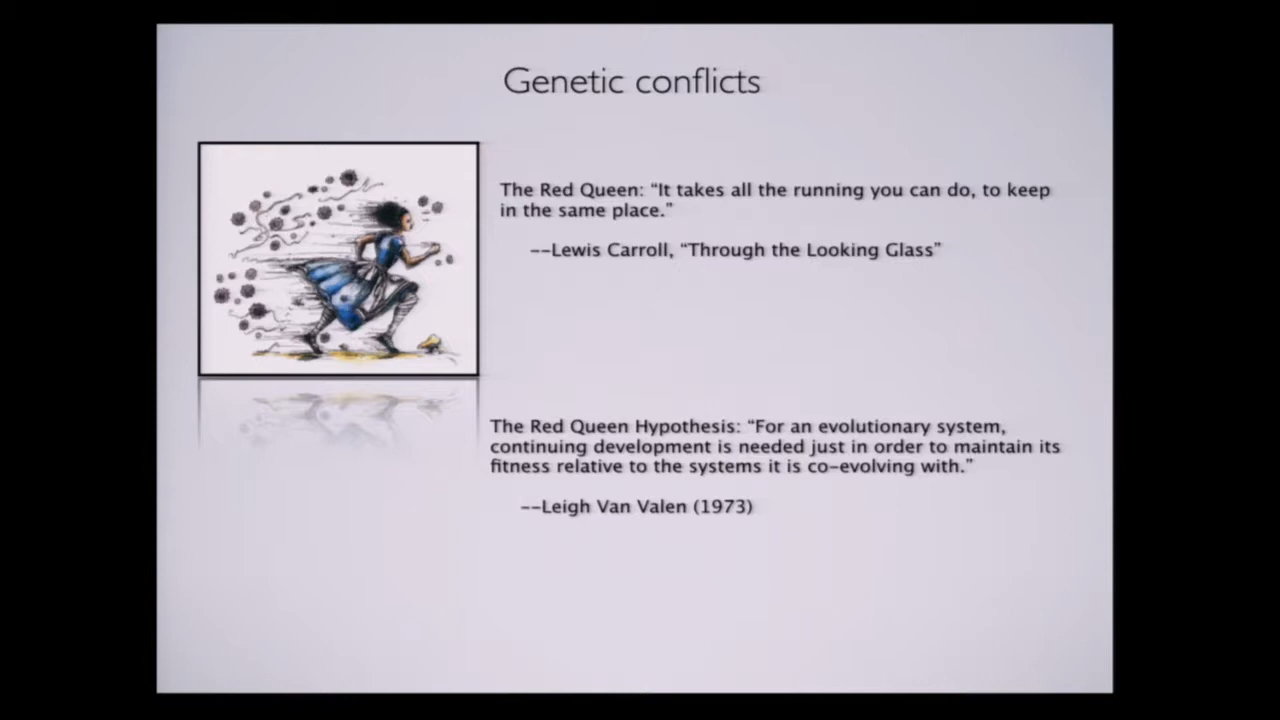 Genetic conflicts
The Red Queen: “It takes all the running you can do, to keep
in the same place.”
--Lewis Carroll, “Through the Looking Glass”
The Red Queen Hypothesis: “For an evolutionary system,
continuing development is needed just in order to maintain its
fitness relative to the systems it is co-evolving with.”
--Leigh Van Valen (1973)